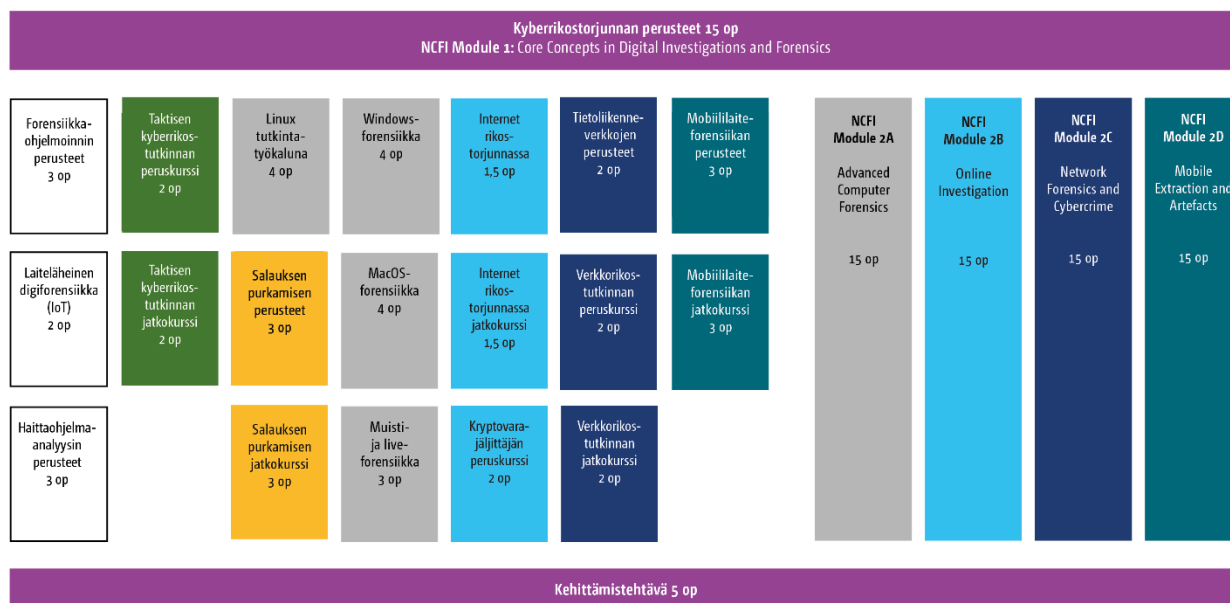 Kyberrikostorjunnan perusteet 15 op
NCFI Module 1: Core Concepts in Digital Investigations and Forensics
Forensiikka-
ohjelmoinnin
perusteet
3 op
Taktisen
kyberrikos-
tutkinnan
peruskurssi
2 op
Linux
tutkinta-
työkaluna
4 op
Windows-
forensiikka
4 op
Internet
rikos-
torjunnassa
1,5 op
Tietoliikenne-
verkkojen
perusteet
2 op
Mobiililaite-
forensiikan
perusteet
3 op
NCFI
Module 2A
Advanced
Computer
Forensics
15 op
NCFI
Module 2B
Online
Investigation
15 op
NCFI
Module 2C
Network
Forensics and
Cybercrime
15 op
NCFI
Module 2D
Mobile
Extraction and
Artefacts
15 op
Laiteläheinen
digiforensiikka
(IoT)
2 op
Taktisen
kyberrikos-
tutkinnan
jatkokurssi
2 op
Salauksen
purkamisen
perusteet
3 op
MacOS-
forensiikka
4 op
Internet
rikos-
torjunnassa
jatkokurssi
1,5 op
Verkkorikos-
tutkinnan
peruskurssi
2 op
Mobiililaite-
forensiikan
jatkokurssi
3 op
Haittaohjelma-
analyysin
perusteet
3 op
Salauksen
purkamisen
jatkokurssi
3 op
Muisti-
ja live-
forensiikka
3 op
Kryptovara-
jäljittäjän
peruskurssi
2 op
Verkkorikos-
tutkinnan
jatkokurssi
2 op
Kehittämistehtävä 5 op